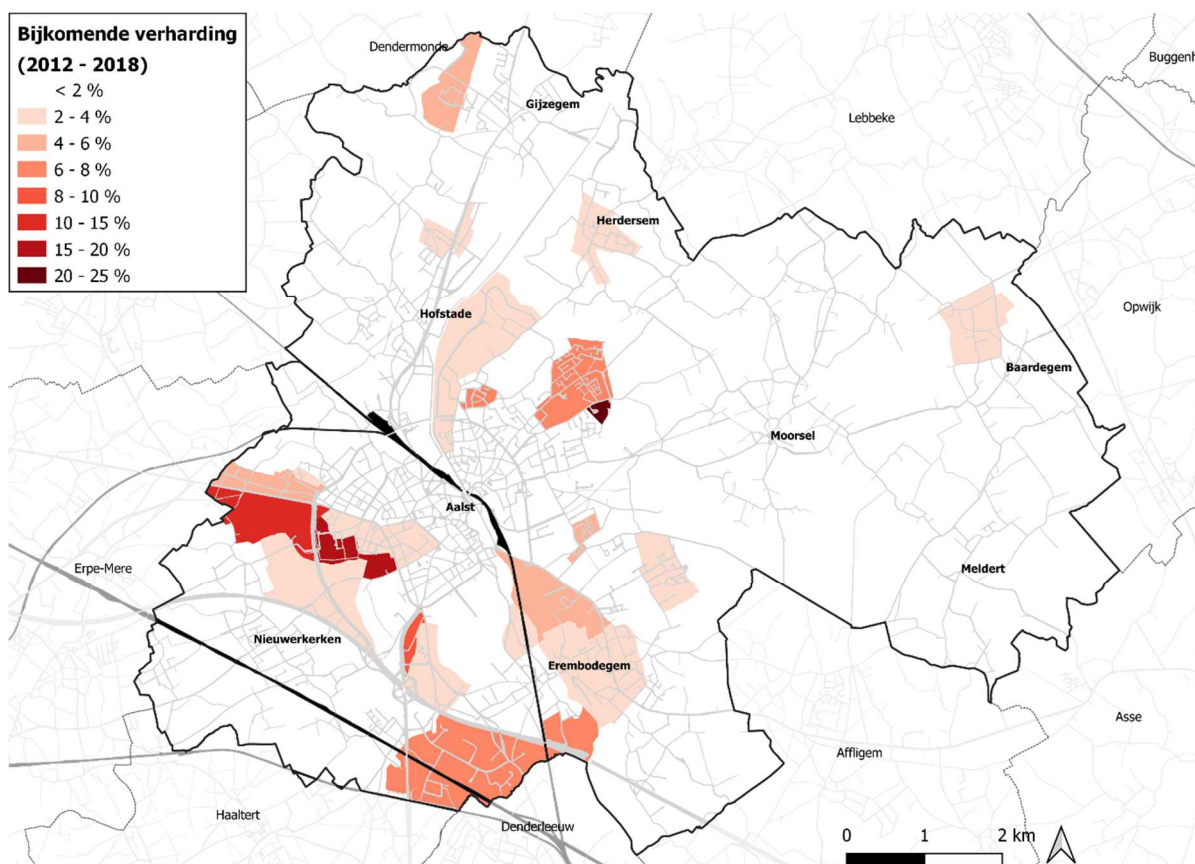 Bijkomende verharding
(2012 - 2018)
< 2 %
2 - 4 %
4 - 6 %
6 - 8 %
8 - 10 %
10 - 15 %
15 - 20 %
20 - 25 %
Dendermonde
Buggenh
Gijzegem
Lebbeke
Herdersem
Opwijk
Hofstade
Baardegem
Moorsel
Aalst
Erpe-Mere
Meldert
Nieuwerkerken
Erembodegem
Asse
Affligem
Haaltert
Denderleeuw
0 1 2 km